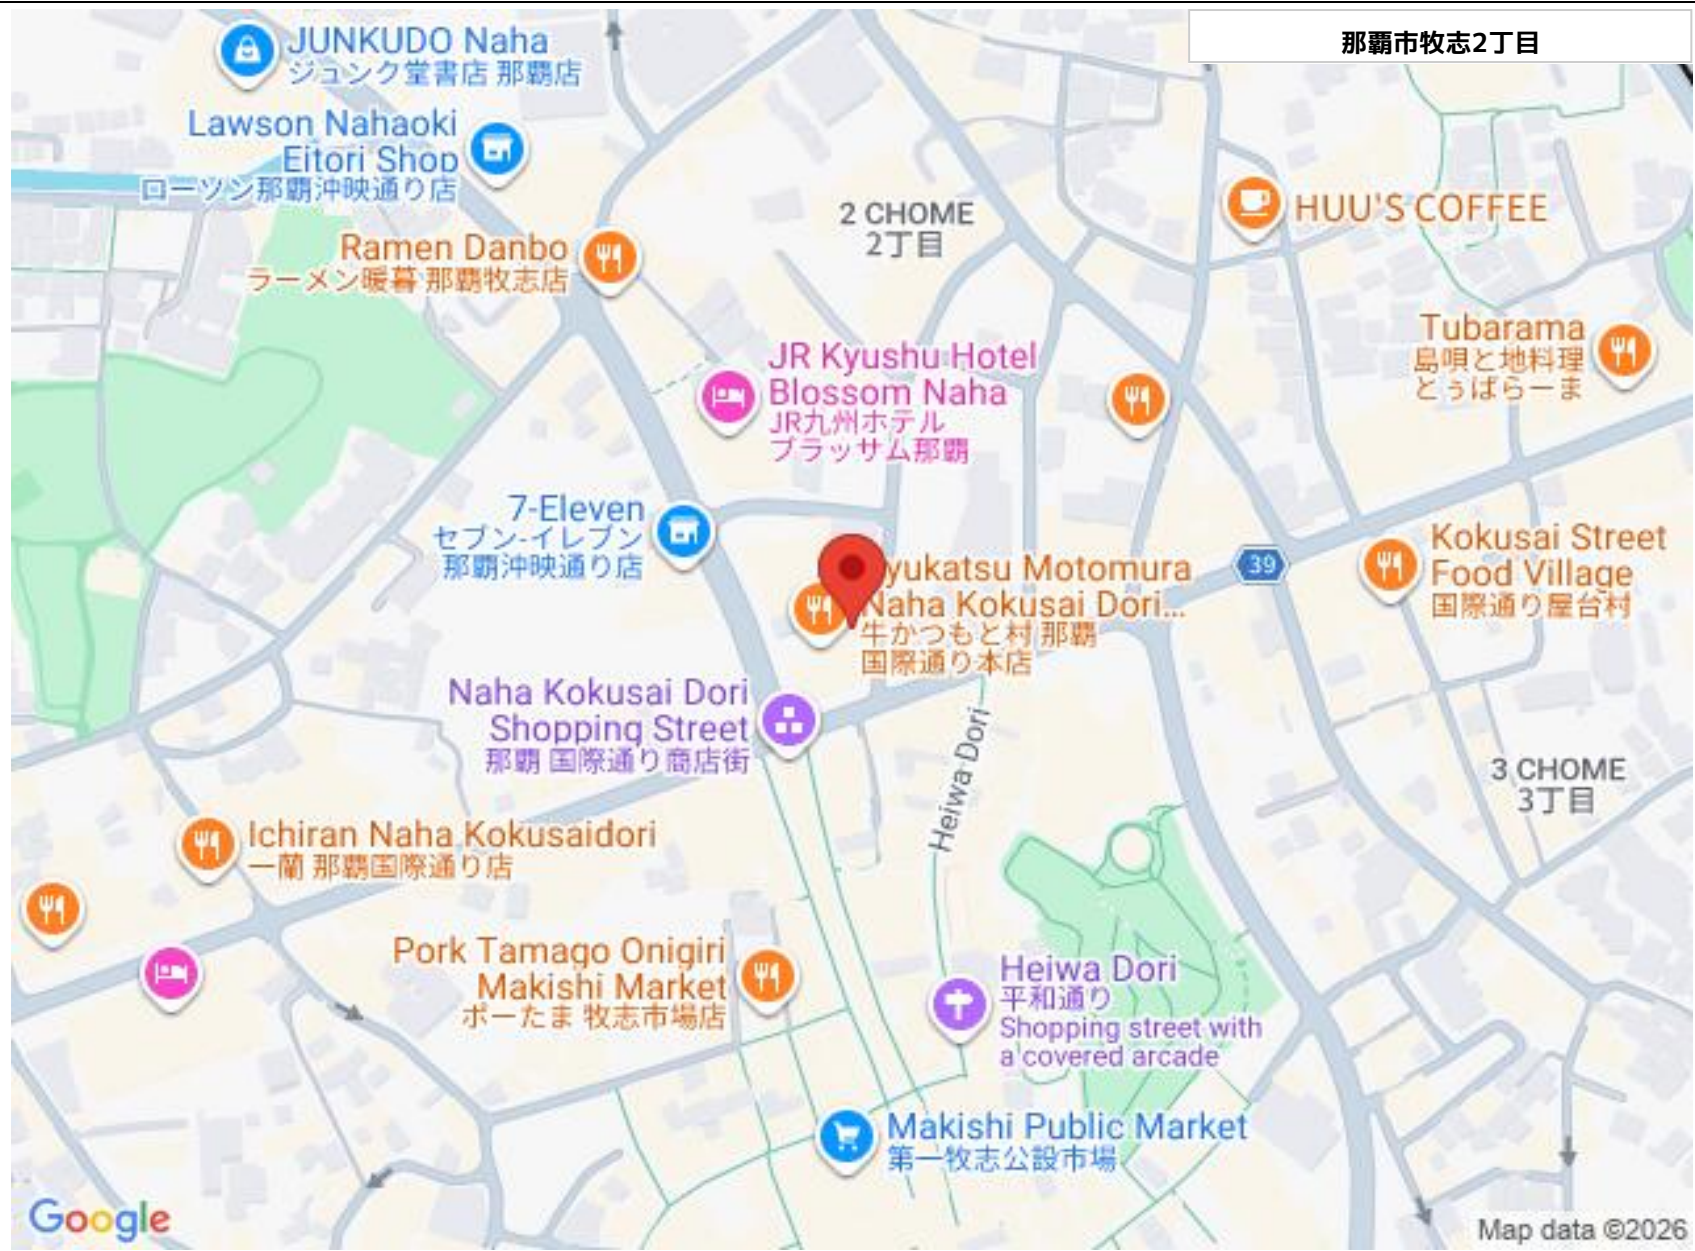 那覇市牧志2丁目
JUNKUDO Naha
ジュンク堂書店 那覇店
Lawson Nahaoki
Eitori Shop
ローソン那覇沖映通り店
2 CHOME
2丁目
HUU'S COFFEE
Ramen Danbo
ラーメン暖暮 那覇牧志店
Tubarama
島唄と地料理
とぅばらーま
JR Kyushu Hotel
Blossom Naha
JR九州ホテル
ブラッサム那覇
7-Eleven
セブン-イレブン
那覇沖映通り店
yukatsu Motomura
Naha Kokusai Dori...
牛かつもと村 那覇
国際通り本店
39
Kokusai Street
Food Village
国際通り屋台村
Naha Kokusai Dori
Shopping Street
那覇 国際通り商店街
Heiwa Dori
3 CHOME
3丁目
Ichiran Naha Kokusaidori
一蘭 那覇国際通り店
Pork Tamago Onigiri
Makishi Market
ポーたま 牧志市場店
Heiwa Dori
平和通り
Shopping street with
a covered arcade
Makishi Public Market
第一牧志公設市場
Google
Map data ©2026